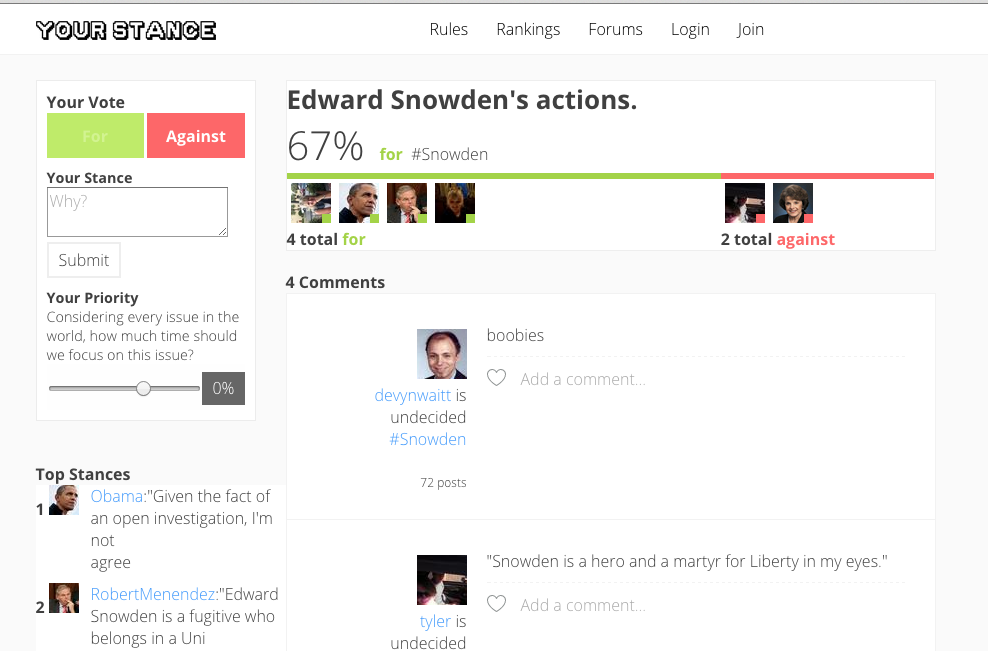 YOUR STANCE
Rules Rankings Forums Login Join
Your Vote
For Against
Your Stance
Why?
Submit
Your Priority
Considering every issue in the
world, how much time should
we focus on this issue?
0%
Top Stances
1 Obama:"Given the fact of
an open investigation, I'm
not
agree
2 RobertMenendez:"Edward
Snowden is a fugitive who
belongs in a Uni
Edward Snowden's actions.
67% for #Snowden
4 total for 2 total against
4 Comments
boobies
Add a comment...
devynwaitt is
undecided
#Snowden
72 posts
"Snowden is a hero and a martyr for Liberty in my eyes."
Add a comment...
tyler is
undecided